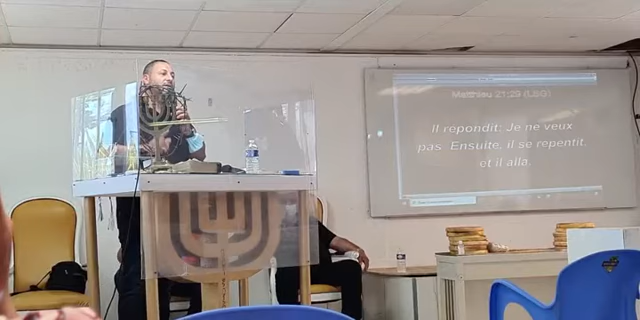 Matthieu 21:29 (LSG)
Il repondit: Je ne veux
pas. Ensuite, il se repentit,
et il alla.